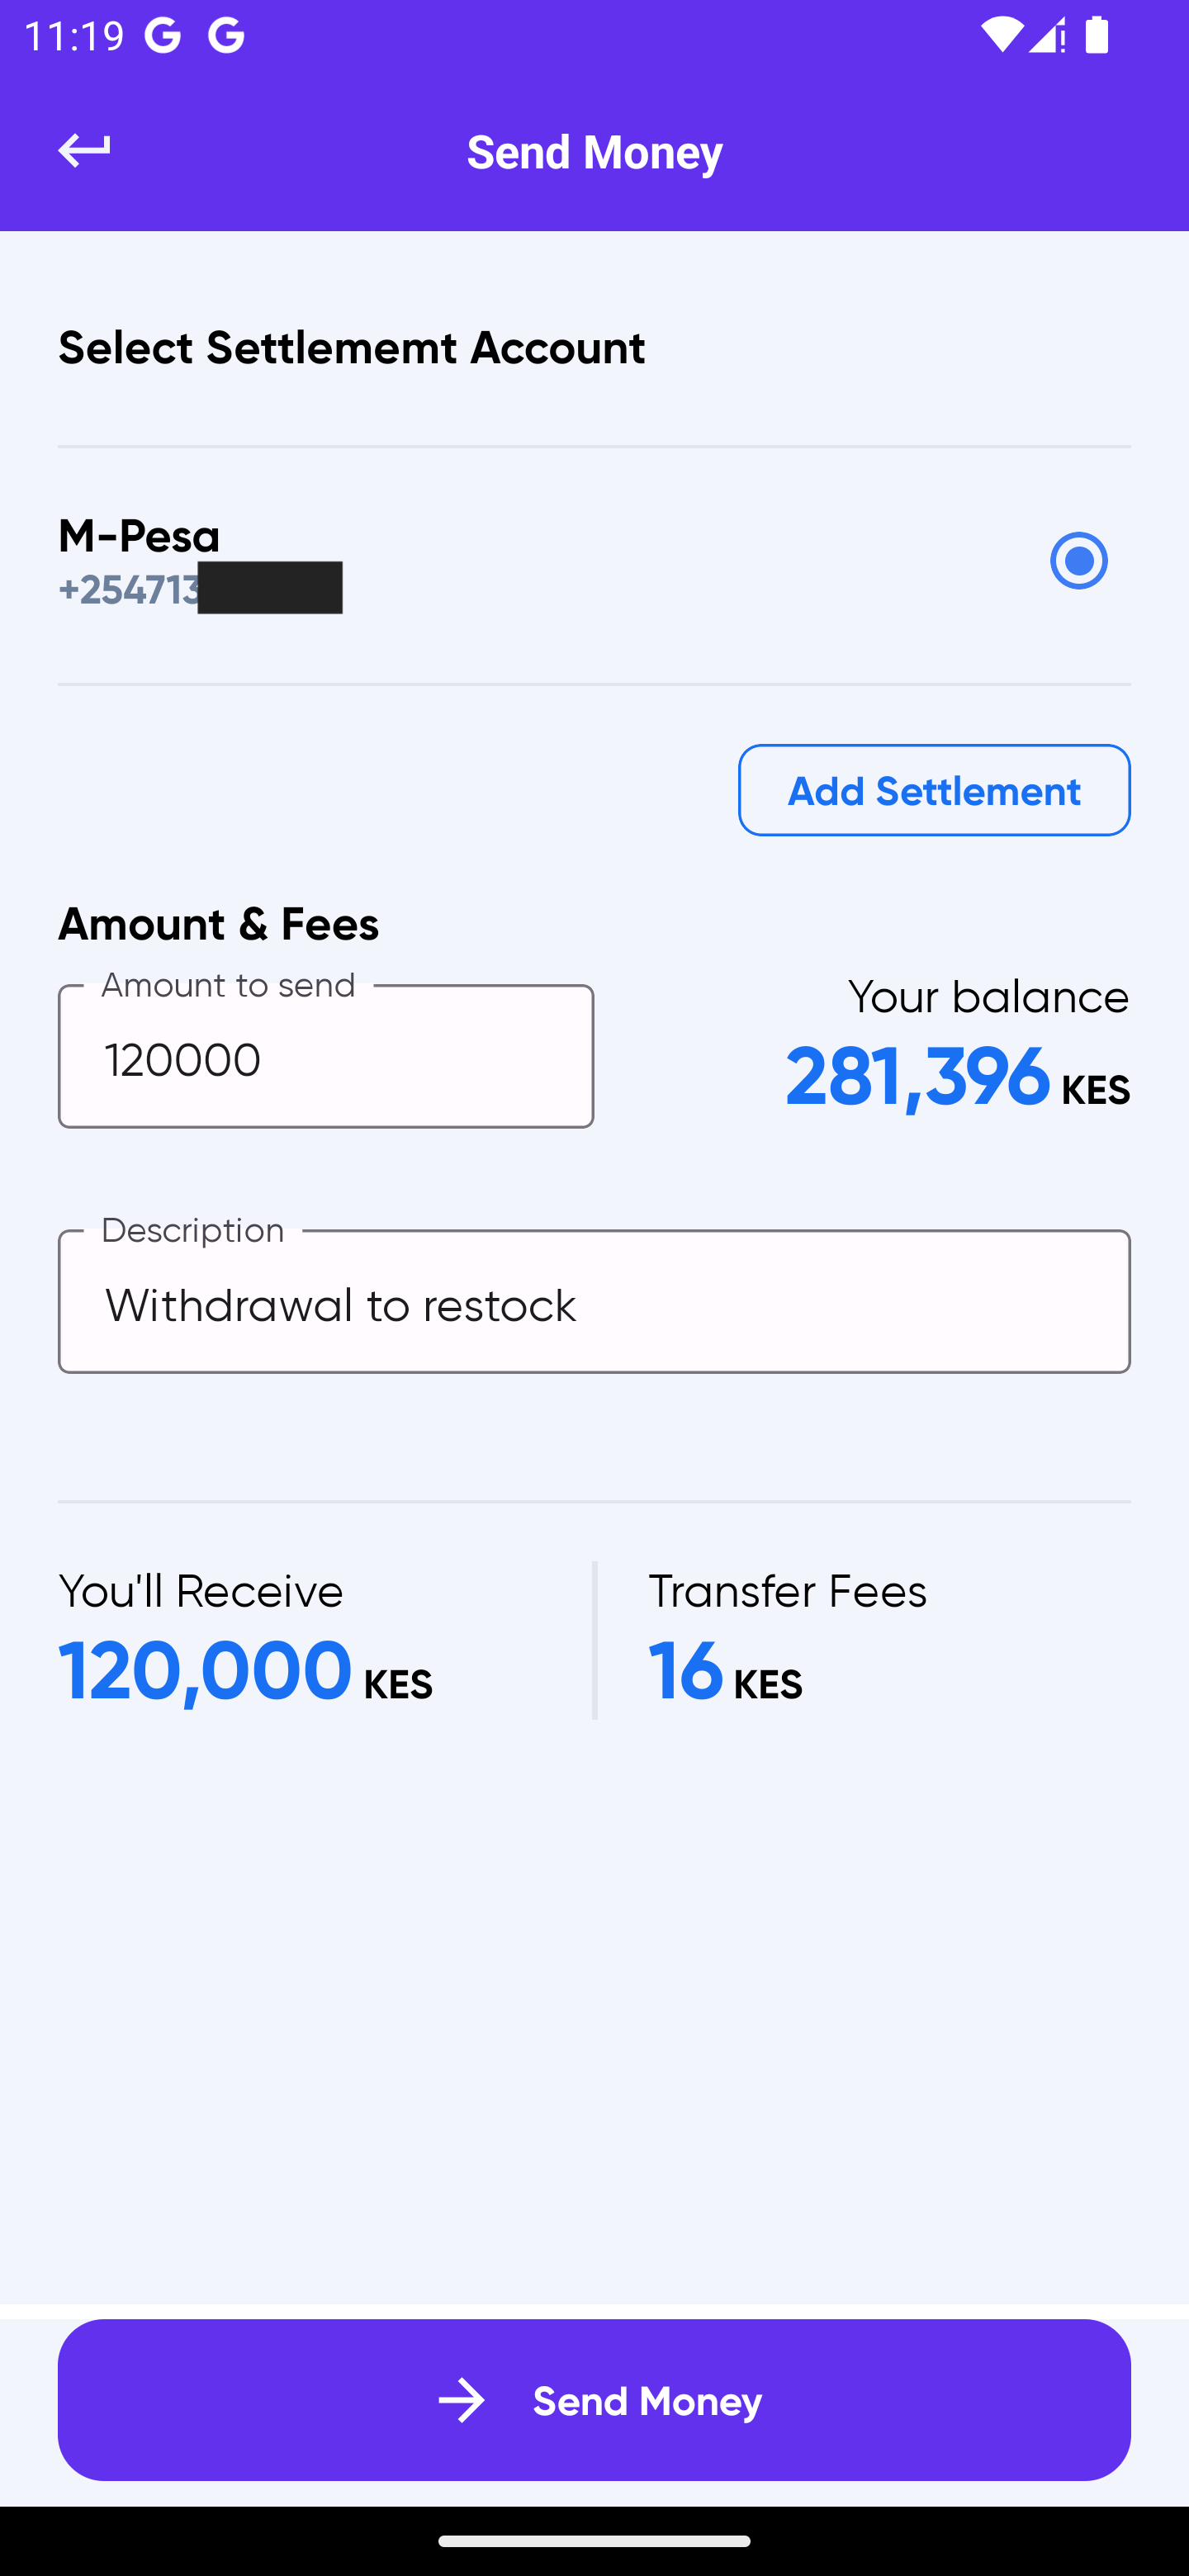 11:19
Send Money
Select Settlememt Account
M-Pesa
+254713
Add Settlement
Amount & Fees
Amount to send
120000
Your balance
281,396 KES
Description
Withdrawal to restock
You'll Receive
120,000 KES
Transfer Fees
16 KES
Send Money